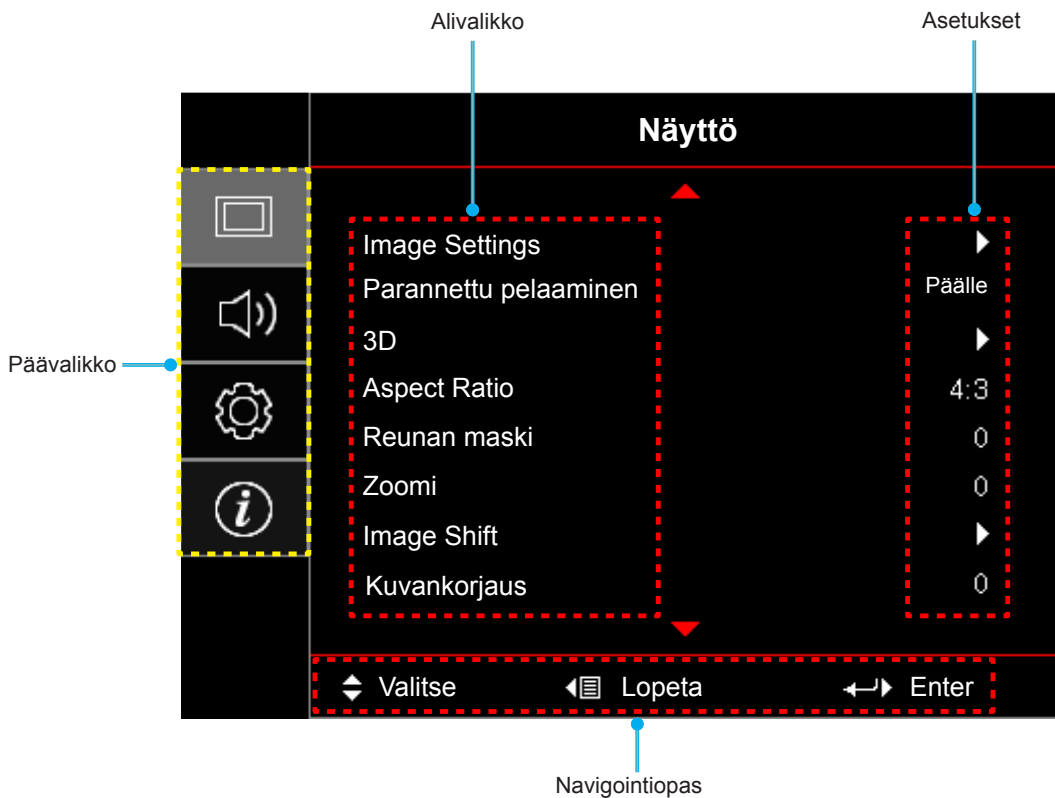 Alivalikko
Asetukset
Näyttö
Image Settings
Parannettu pelaaminen Päälle
3D
Aspect Ratio 4:3
Reunan maski 0
Zoomi 0
Image Shift
Kuvankorjaus 0
Päävalikko
Valitse Lopeta Enter
Navigointiopas